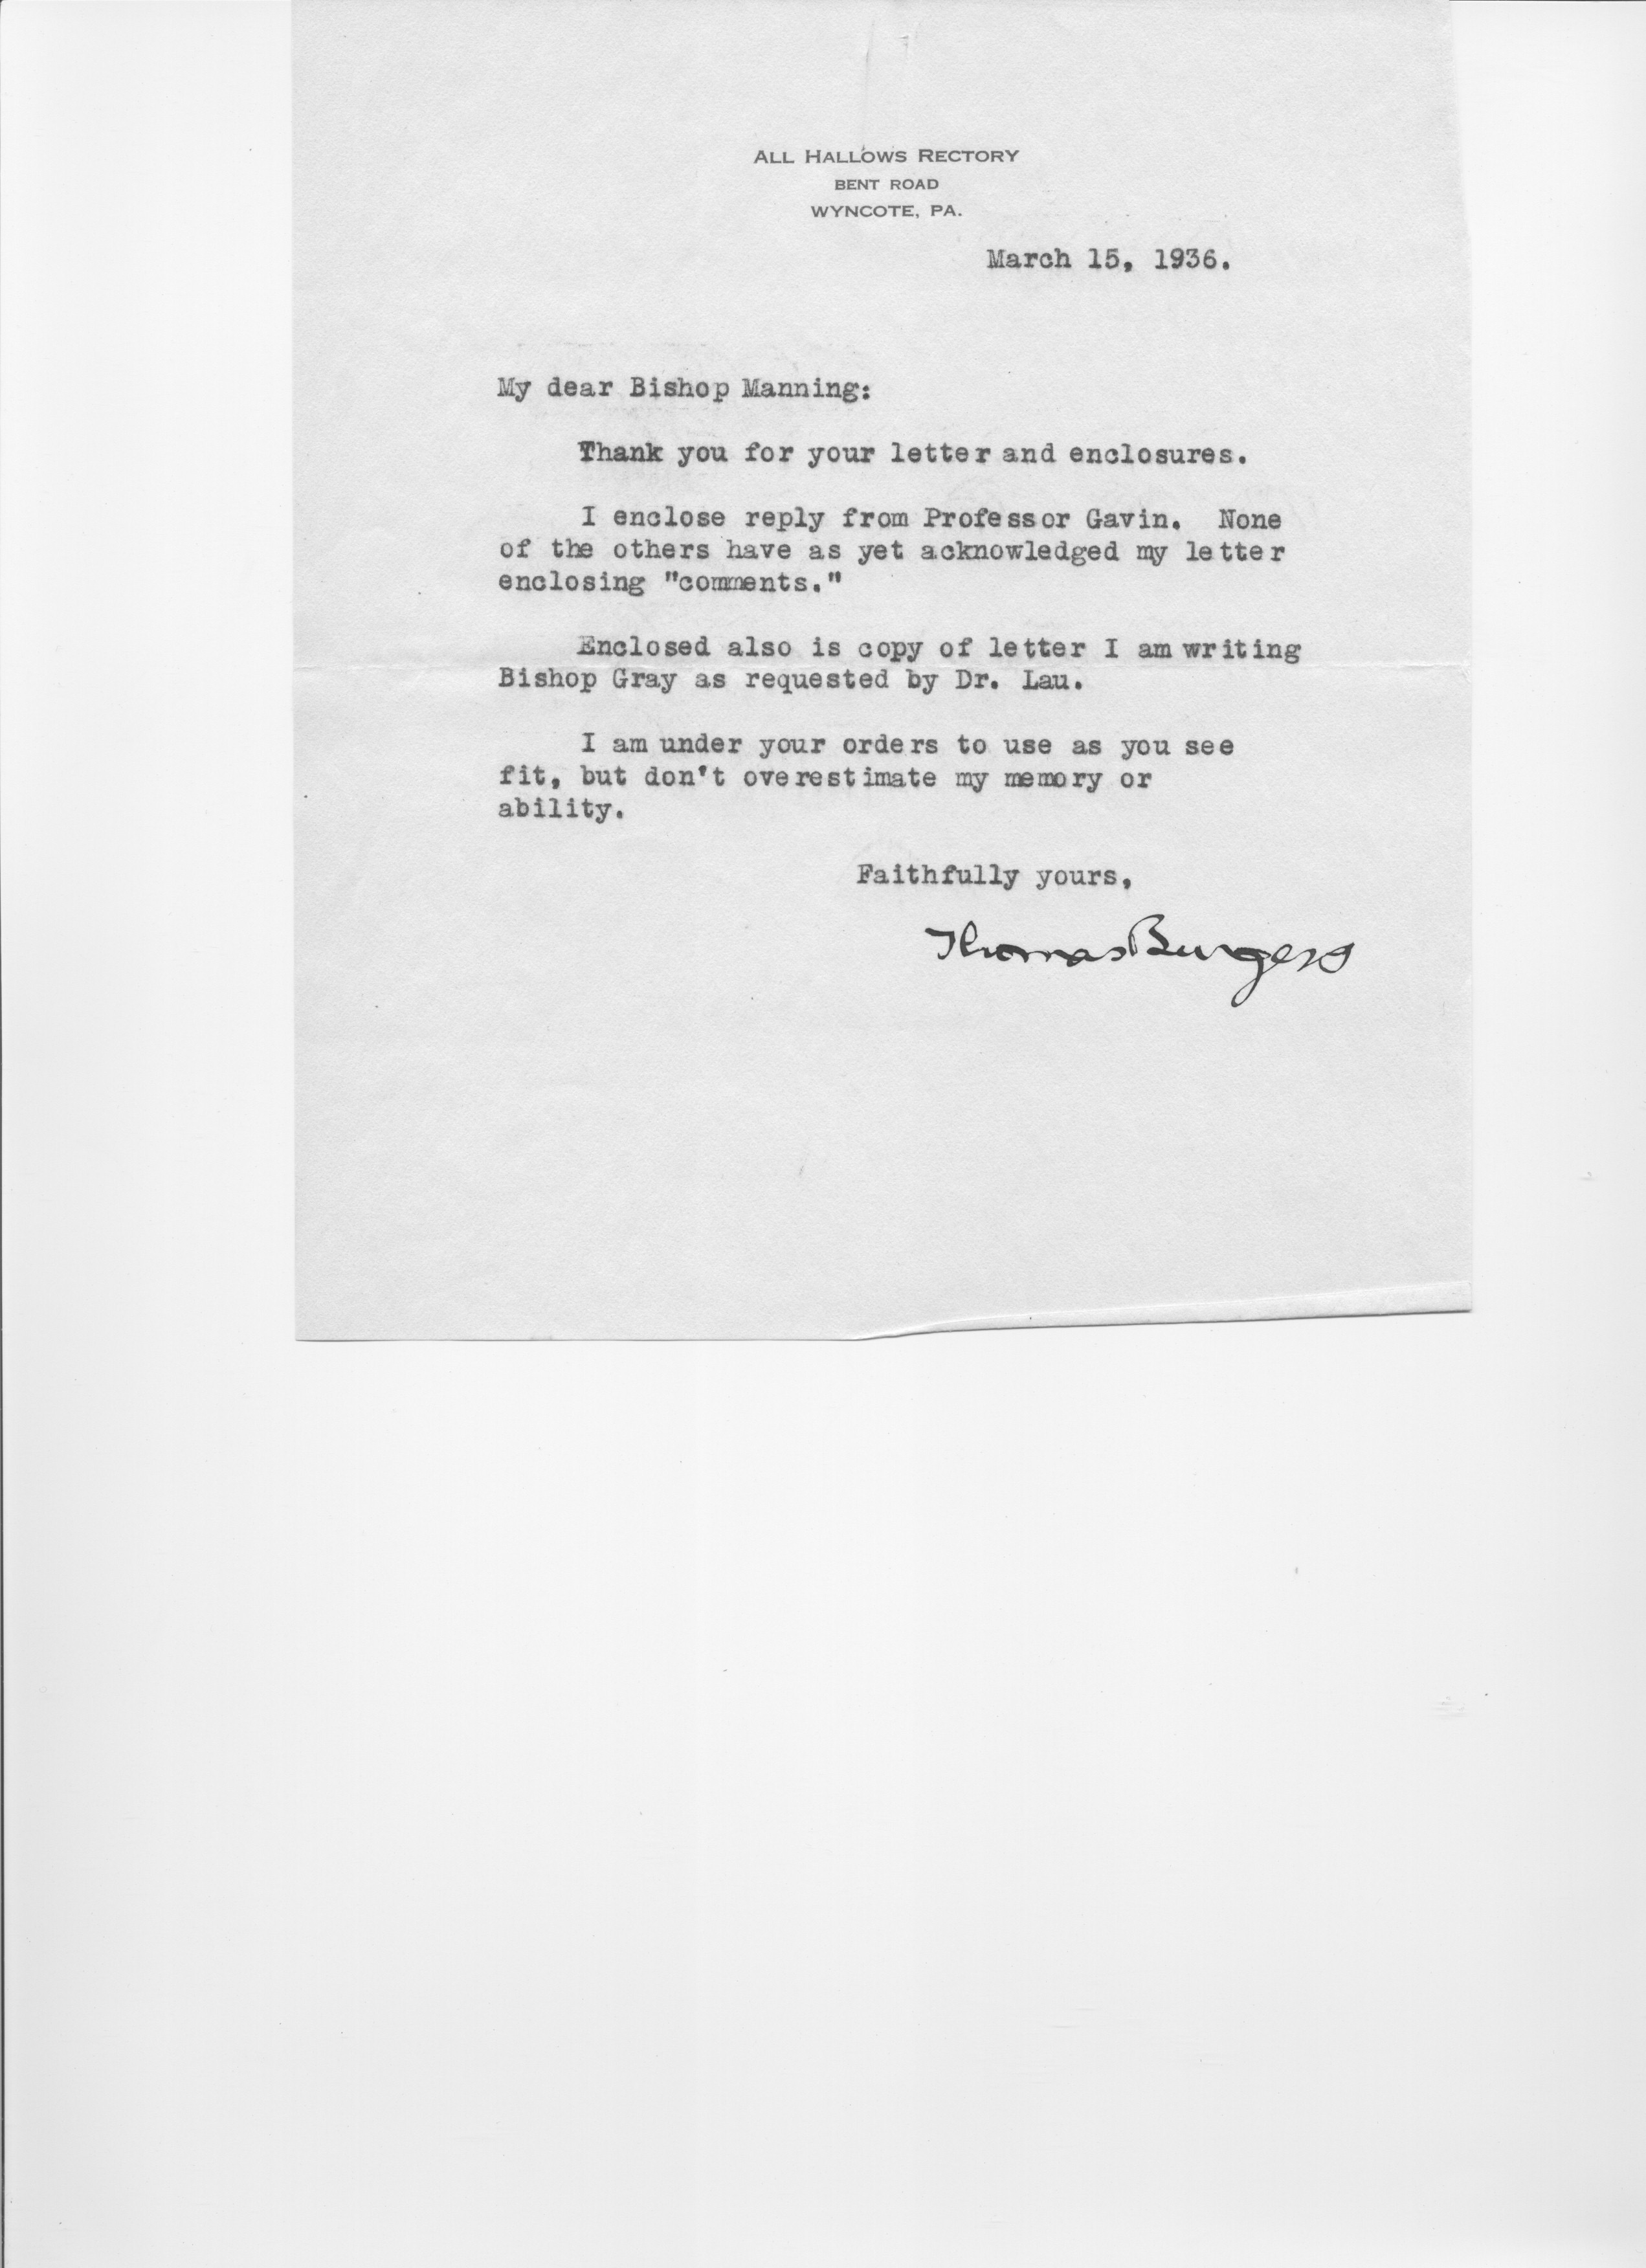 ALL HALLOWS RECTORY
BENT ROAD
WYNCOTE, PA.
March 15, 1936.
My dear Bishop Manning:
Thank you for your letter and enclosures.
I enclose reply from Professor Gavin. None
of the others have as yet acknowledged my letter
enclosing "comments."
Enclosed also is copy of letter I am writing
Bishop Gray as requested by Dr. Lau.
I am under your orders to use as you see
fit, but don't overestimate my memory or
ability.
Faithfully yours,
Thomas Burgess